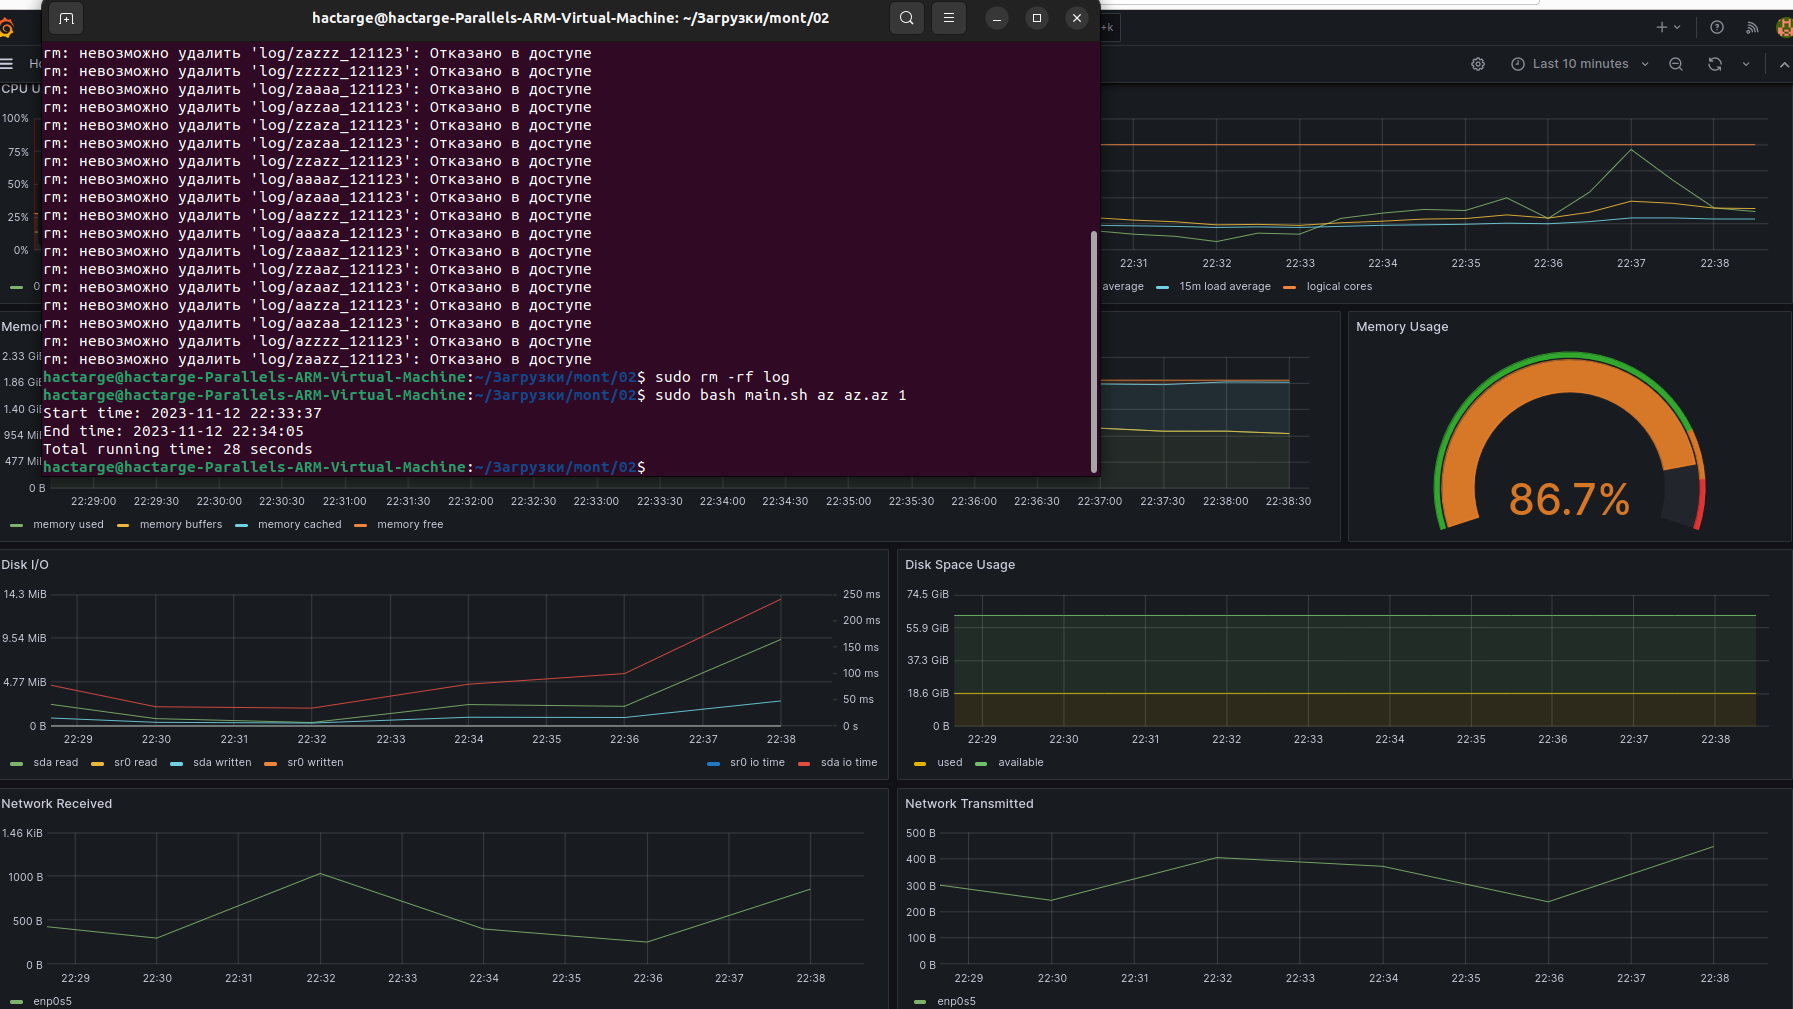 hactarge@hactarge-Parallels-ARM-Virtual-Machine: ~/Загрузки/mont/02
rm: невозможно удалить 'log/zazzz_121123': Отказано в доступе
rm: невозможно удалить 'log/zzzzz_121123': Отказано в доступе
rm: невозможно удалить 'log/zaaaa_121123': Отказано в доступе
rm: невозможно удалить 'log/azzaa_121123': Отказано в доступе
rm: невозможно удалить 'log/zzaza_121123': Отказано в доступе
rm: невозможно удалить 'log/zazaa_121123': Отказано в доступе
rm: невозможно удалить 'log/zzazz_121123': Отказано в доступе
rm: невозможно удалить 'log/aaaaz_121123': Отказано в доступе
rm: невозможно удалить 'log/azaaa_121123': Отказано в доступе
rm: невозможно удалить 'log/aazzz_121123': Отказано в доступе
rm: невозможно удалить 'log/aaaza_121123': Отказано в доступе
rm: невозможно удалить 'log/zaaaz_121123': Отказано в доступе
rm: невозможно удалить 'log/zzaaz_121123': Отказано в доступе
rm: невозможно удалить 'log/azaaz_121123': Отказано в доступе
rm: невозможно удалить 'log/aazza_121123': Отказано в доступе
rm: невозможно удалить 'log/aazaa_121123': Отказано в доступе
rm: невозможно удалить 'log/azzzz_121123': Отказано в доступе
rm: невозможно удалить 'log/zaazz_121123': Отказано в доступе
hactarge@hactarge-Parallels-ARM-Virtual-Machine:~/Загрузки/mont/02$ sudo rm -rf log
hactarge@hactarge-Parallels-ARM-Virtual-Machine:~/Загрузки/mont/02$ sudo bash main.sh az az.az 1
Start time: 2023-11-12 22:33:37
End time: 2023-11-12 22:34:05
Total running time: 28 seconds
hactarge@hactarge-Parallels-ARM-Virtual-Machine:~/Загрузки/mont/02$
+k
Ho
Last 10 minutes
CPU U
100%
75%
50%
25%
0%
0
22:31 22:32 22:33 22:34 22:35 22:36 22:37 22:38
average 15m load average logical cores
Memor
2.33 GiB
1.86 GiB
1.40 GiB
954 MiB
477 MiB
0 B
22:29:00 22:29:30 22:30:00 22:30:30 22:31:00 22:31:30 22:32:00 22:32:30 22:33:00 22:33:30 22:34:00 22:34:30 22:35:00 22:35:30 22:36:00 22:36:30 22:37:00 22:37:30 22:38:00 22:38:30
memory used memory buffers memory cached memory free
Memory Usage
86.7%
Disk I/O
14.3 MiB
9.54 MiB
4.77 MiB
0 B
250 ms
200 ms
150 ms
100 ms
50 ms
0 s
22:29 22:30 22:31 22:32 22:33 22:34 22:35 22:36 22:37 22:38
sda read sr0 read sda written sr0 written sr0 io time sda io time
Disk Space Usage
74.5 GiB
55.9 GiB
37.3 GiB
18.6 GiB
0 B
22:29 22:30 22:31 22:32 22:33 22:34 22:35 22:36 22:37 22:38
used available
Network Received
1.46 KiB
1000 B
500 B
0 B
22:29 22:30 22:31 22:32 22:33 22:34 22:35 22:36 22:37 22:38
enp0s5
Network Transmitted
500 B
400 B
300 B
200 B
100 B
0 B
22:29 22:30 22:31 22:32 22:33 22:34 22:35 22:36 22:37 22:38
enp0s5